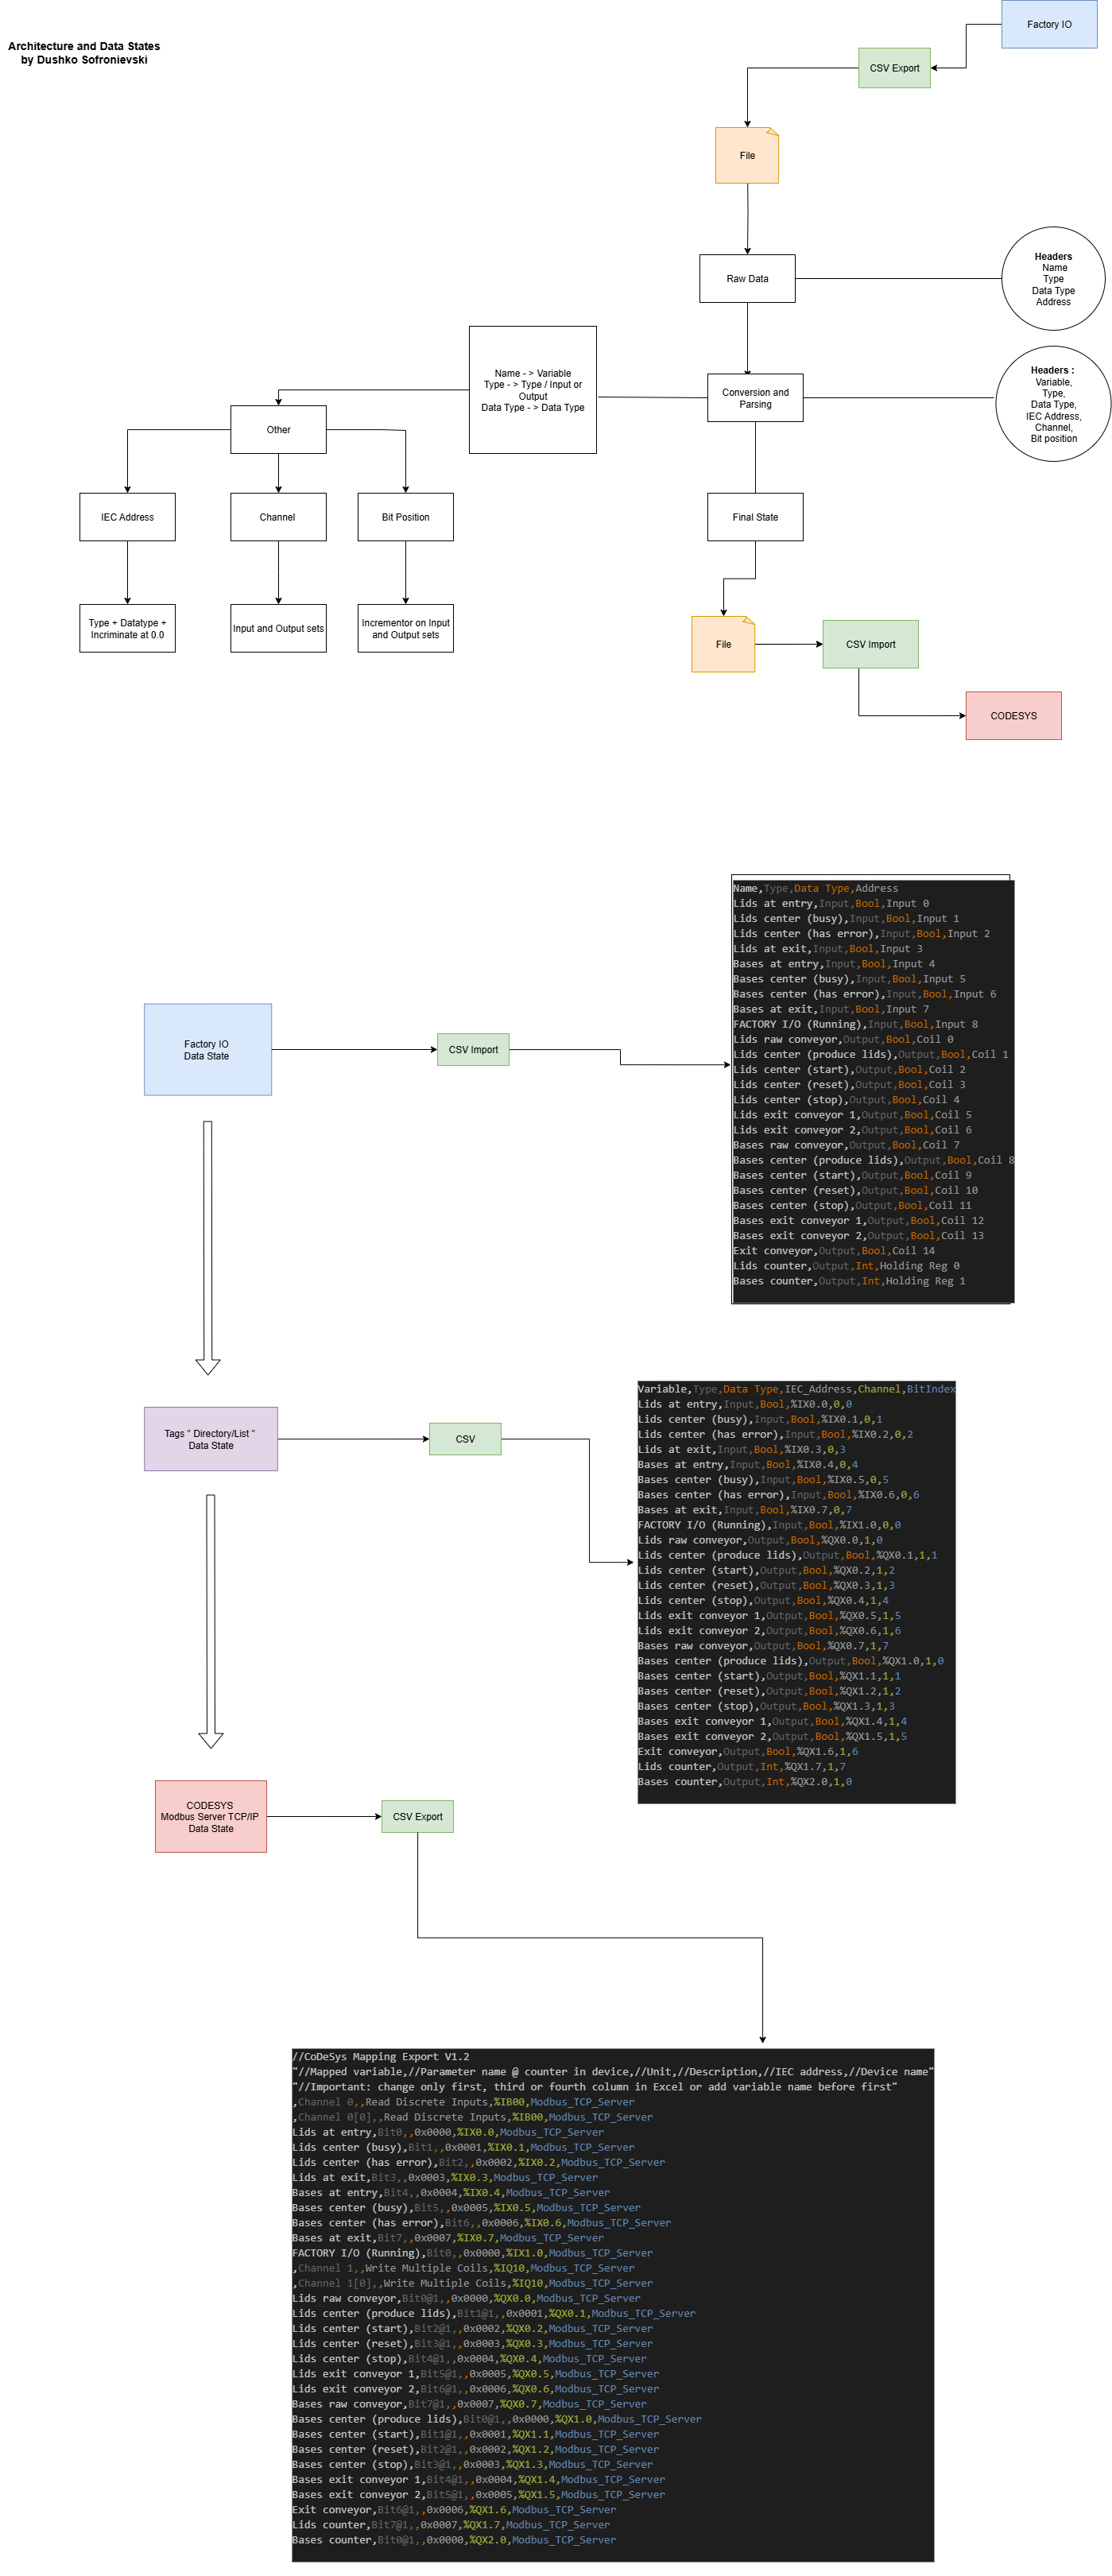 Architecture and Data States
by Dushko Sofronievski
Factory IO
CSV Export
File
Raw Data
Headers
Name
Type
Data Type
Address
Name - > Variable
Type - > Type / Input or
Output
Data Type - > Data Type
Conversion and
Parsing
Headers :
Variable,
Type,
Data Type,
IEC Address,
Channel,
Bit position
Other
IEC Address
Channel
Bit Position
Final State
Type + Datatype +
Incriminate at 0.0
Input and Output sets
Incrementor on Input
and Output sets
File
CSV Import
CODESYS
Factory IO
Data State
CSV Import
Name,Type,Data Type,Address
Lids at entry,Input,Bool,Input 0
Lids center (busy),Input,Bool,Input 1
Lids center (has error),Input,Bool,Input 2
Lids at exit,Input,Bool,Input 3
Bases at entry,Input,Bool,Input 4
Bases center (busy),Input,Bool,Input 5
Bases center (has error),Input,Bool,Input 6
Bases at exit,Input,Bool,Input 7
FACTORY I/O (Running),Input,Bool,Input 8
Lids raw conveyor,Output,Bool,Coil 0
Lids center (produce lids),Output,Bool,Coil 1
Lids center (start),Output,Bool,Coil 2
Lids center (reset),Output,Bool,Coil 3
Lids center (stop),Output,Bool,Coil 4
Lids exit conveyor 1,Output,Bool,Coil 5
Lids exit conveyor 2,Output,Bool,Coil 6
Bases raw conveyor,Output,Bool,Coil 7
Bases center (produce lids),Output,Bool,Coil 8
Bases center (start),Output,Bool,Coil 9
Bases center (reset),Output,Bool,Coil 10
Bases center (stop),Output,Bool,Coil 11
Bases exit conveyor 1,Output,Bool,Coil 12
Bases exit conveyor 2,Output,Bool,Coil 13
Exit conveyor,Output,Bool,Coil 14
Lids counter,Output,Int,Holding Reg 0
Bases counter,Output,Int,Holding Reg 1
Tags " Directory/List "
Data State
CSV
Variable,Type,Data Type,IEC_Address,Channel,BitIndex
Lids at entry,Input,Bool,%IX0.0,0,0
Lids center (busy),Input,Bool,%IX0.1,0,1
Lids center (has error),Input,Bool,%IX0.2,0,2
Lids at exit,Input,Bool,%IX0.3,0,3
Bases at entry,Input,Bool,%IX0.4,0,4
Bases center (busy),Input,Bool,%IX0.5,0,5
Bases center (has error),Input,Bool,%IX0.6,0,6
Bases at exit,Input,Bool,%IX0.7,0,7
FACTORY I/O (Running),Input,Bool,%IX1.0,0,0
Lids raw conveyor,Output,Bool,%QX0.0,1,0
Lids center (produce lids),Output,Bool,%QX0.1,1,1
Lids center (start),Output,Bool,%QX0.2,1,2
Lids center (reset),Output,Bool,%QX0.3,1,3
Lids center (stop),Output,Bool,%QX0.4,1,4
Lids exit conveyor 1,Output,Bool,%QX0.5,1,5
Lids exit conveyor 2,Output,Bool,%QX0.6,1,6
Bases raw conveyor,Output,Bool,%QX0.7,1,7
Bases center (produce lids),Output,Bool,%QX1.0,1,0
Bases center (start),Output,Bool,%QX1.1,1,1
Bases center (reset),Output,Bool,%QX1.2,1,2
Bases center (stop),Output,Bool,%QX1.3,1,3
Bases exit conveyor 1,Output,Bool,%QX1.4,1,4
Bases exit conveyor 2,Output,Bool,%QX1.5,1,5
Exit conveyor,Output,Bool,%QX1.6,1,6
Lids counter,Output,Int,%QX1.7,1,7
Bases counter,Output,Int,%QX2.0,1,0
CODESYS
Modbus Server TCP/IP
Data State
CSV Export
//CoDeSys Mapping Export V1.2
"//Mapped variable,//Parameter name @ counter in device,//Unit,//Description,//IEC address,//Device name"
"//Important: change only first, third or fourth column in Excel or add variable name before first"
,Channel 0,,Read Discrete Inputs,%IB00,Modbus_TCP_Server
,Channel 0[0],,Read Discrete Inputs,%IB00,Modbus_TCP_Server
Lids at entry,Bit0,,0x0000,%IX0.0,Modbus_TCP_Server
Lids center (busy),Bit1,,0x0001,%IX0.1,Modbus_TCP_Server
Lids center (has error),Bit2,,0x0002,%IX0.2,Modbus_TCP_Server
Lids at exit,Bit3,,0x0003,%IX0.3,Modbus_TCP_Server
Bases at entry,Bit4,,0x0004,%IX0.4,Modbus_TCP_Server
Bases center (busy),Bit5,,0x0005,%IX0.5,Modbus_TCP_Server
Bases center (has error),Bit6,,0x0006,%IX0.6,Modbus_TCP_Server
Bases at exit,Bit7,,0x0007,%IX0.7,Modbus_TCP_Server
FACTORY I/O (Running),Bit0,,0x0000,%IX1.0,Modbus_TCP_Server
,Channel 1,,Write Multiple Coils,%IQ10,Modbus_TCP_Server
,Channel 1[0],,Write Multiple Coils,%IQ10,Modbus_TCP_Server
Lids raw conveyor,Bit0@1,,0x0000,%QX0.0,Modbus_TCP_Server
Lids center (produce lids),Bit1@1,,0x0001,%QX0.1,Modbus_TCP_Server
Lids center (start),Bit2@1,,0x0002,%QX0.2,Modbus_TCP_Server
Lids center (reset),Bit3@1,,0x0003,%QX0.3,Modbus_TCP_Server
Lids center (stop),Bit4@1,,0x0004,%QX0.4,Modbus_TCP_Server
Lids exit conveyor 1,Bit5@1,,0x0005,%QX0.5,Modbus_TCP_Server
Lids exit conveyor 2,Bit6@1,,0x0006,%QX0.6,Modbus_TCP_Server
Bases raw conveyor,Bit7@1,,0x0007,%QX0.7,Modbus_TCP_Server
Bases center (produce lids),Bit0@1,,0x0000,%QX1.0,Modbus_TCP_Server
Bases center (start),Bit1@1,,0x0001,%QX1.1,Modbus_TCP_Server
Bases center (reset),Bit2@1,,0x0002,%QX1.2,Modbus_TCP_Server
Bases center (stop),Bit3@1,,0x0003,%QX1.3,Modbus_TCP_Server
Bases exit conveyor 1,Bit4@1,,0x0004,%QX1.4,Modbus_TCP_Server
Bases exit conveyor 2,Bit5@1,,0x0005,%QX1.5,Modbus_TCP_Server
Exit conveyor,Bit6@1,,0x0006,%QX1.6,Modbus_TCP_Server
Lids counter,Bit7@1,,0x0007,%QX1.7,Modbus_TCP_Server
Bases counter,Bit0@1,,0x0000,%QX2.0,Modbus_TCP_Server